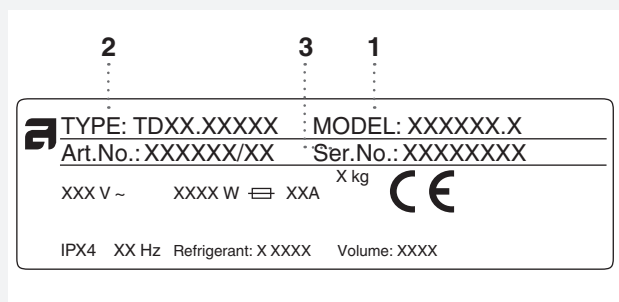 2 3 1
TYPE: TDXX.XXXXX MODEL: XXXXXX.X
Art.No.: XXXXXX/XX Ser.No.: XXXXXXXX
X kg
XXX V ~ XXXX W XXA CE
IPX4 XX Hz Refrigerant: X XXXX Volume: XXXX